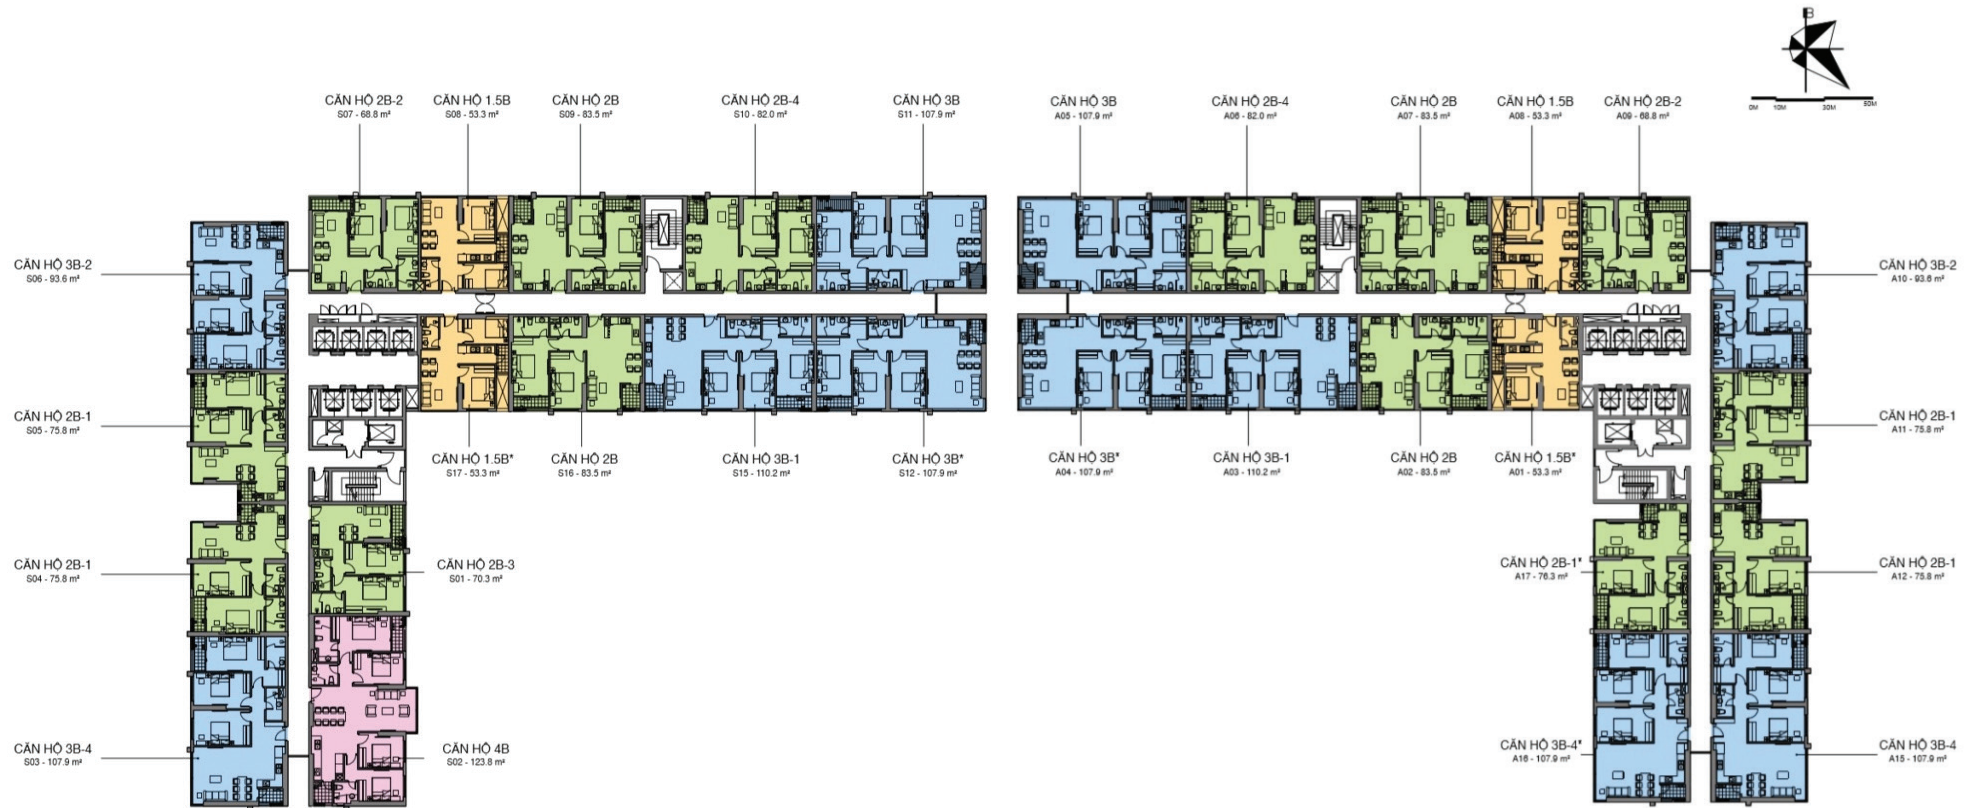 B
0M 10M 30M 50M
CĂN HỘ 2B-2
S07 - 68.8 m²
CĂN HỘ 1.5B
S08 - 53.3 m²
CĂN HỘ 2B
S09 - 83.5 m²
CĂN HỘ 2B-4
S10 - 82.0 m²
CĂN HỘ 3B
S11 - 107.9 m²
CĂN HỘ 3B
A05 - 107.9 m²
CĂN HỘ 2B-4
A06 - 82.0 m²
CĂN HỘ 2B
A07 - 83.5 m²
CĂN HỘ 1.5B
A08 - 53.3 m²
CĂN HỘ 2B-2
A09 - 68.8 m²
CĂN HỘ 3B-2
S06 - 93.6 m²
CĂN HỘ 3B-2
A10 - 93.6 m²
CĂN HỘ 2B-1
S05 - 75.8 m²
CĂN HỘ 2B-1
A11 - 75.8 m²
CĂN HỘ 1.5B*
S17 - 53.3 m²
CĂN HỘ 2B
S16 - 83.5 m²
CĂN HỘ 3B-1
S15 - 110.2 m²
CĂN HỘ 3B*
S12 - 107.9 m²
CĂN HỘ 3B*
A04 - 107.9 m²
CĂN HỘ 3B-1
A03 - 110.2 m²
CĂN HỘ 2B
A02 - 83.5 m²
CĂN HỘ 1.5B*
A01 - 53.3 m²
CĂN HỘ 2B-1
S04 - 75.8 m²
CĂN HỘ 2B-3
S01 - 70.3 m²
CĂN HỘ 2B-1*
A17 - 76.3 m²
CĂN HỘ 2B-1
A12 - 75.8 m²
CĂN HỘ 3B-4
S03 - 107.9 m²
CĂN HỘ 4B
S02 - 123.8 m²
CĂN HỘ 3B-4*
A16 - 107.9 m²
CĂN HỘ 3B-4
A15 - 107.9 m²